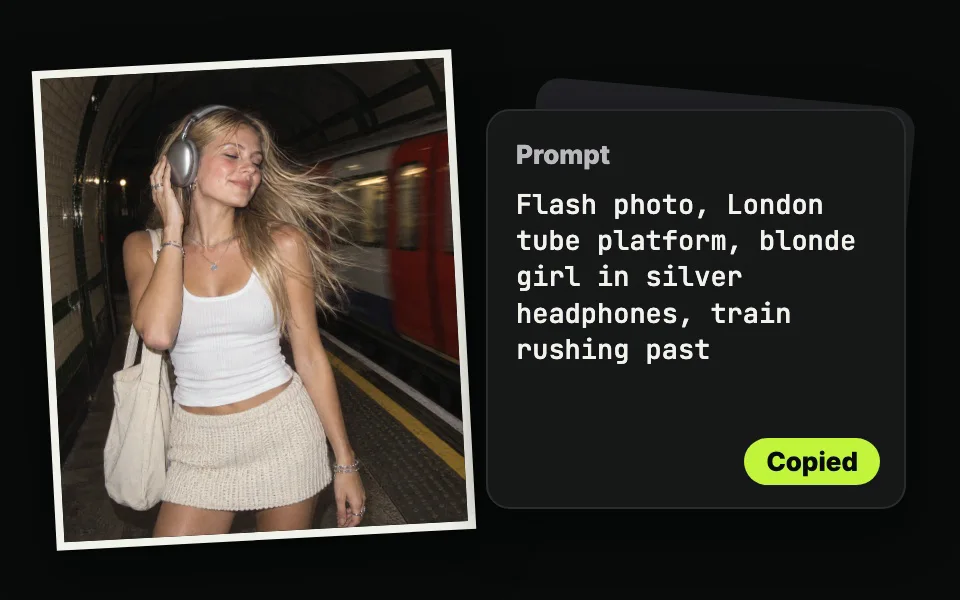 Prompt
Flash photo, London
tube platform, blonde
girl in silver
headphones, train
rushing past
Copied